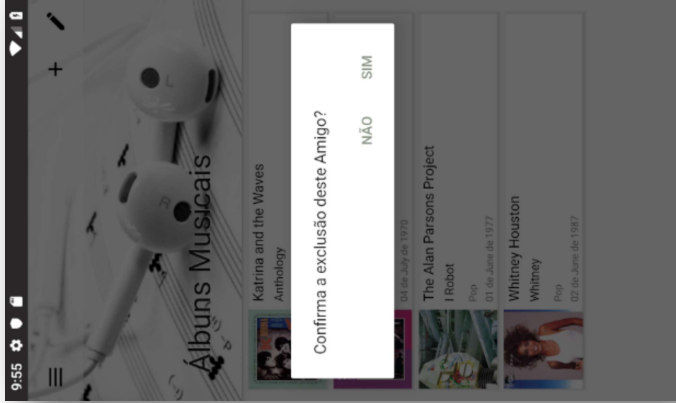 9:55
L
R
Álbuns Musicais
Katrina and the Waves
Anthology
Confirma a exclusão deste Amigo?
NÃO SIM
04 de July de 1970
The Alan Parsons Project
I Robot
Pop
01 de June de 1977
Whitney Houston
Whitney
Pop
02 de June de 1987